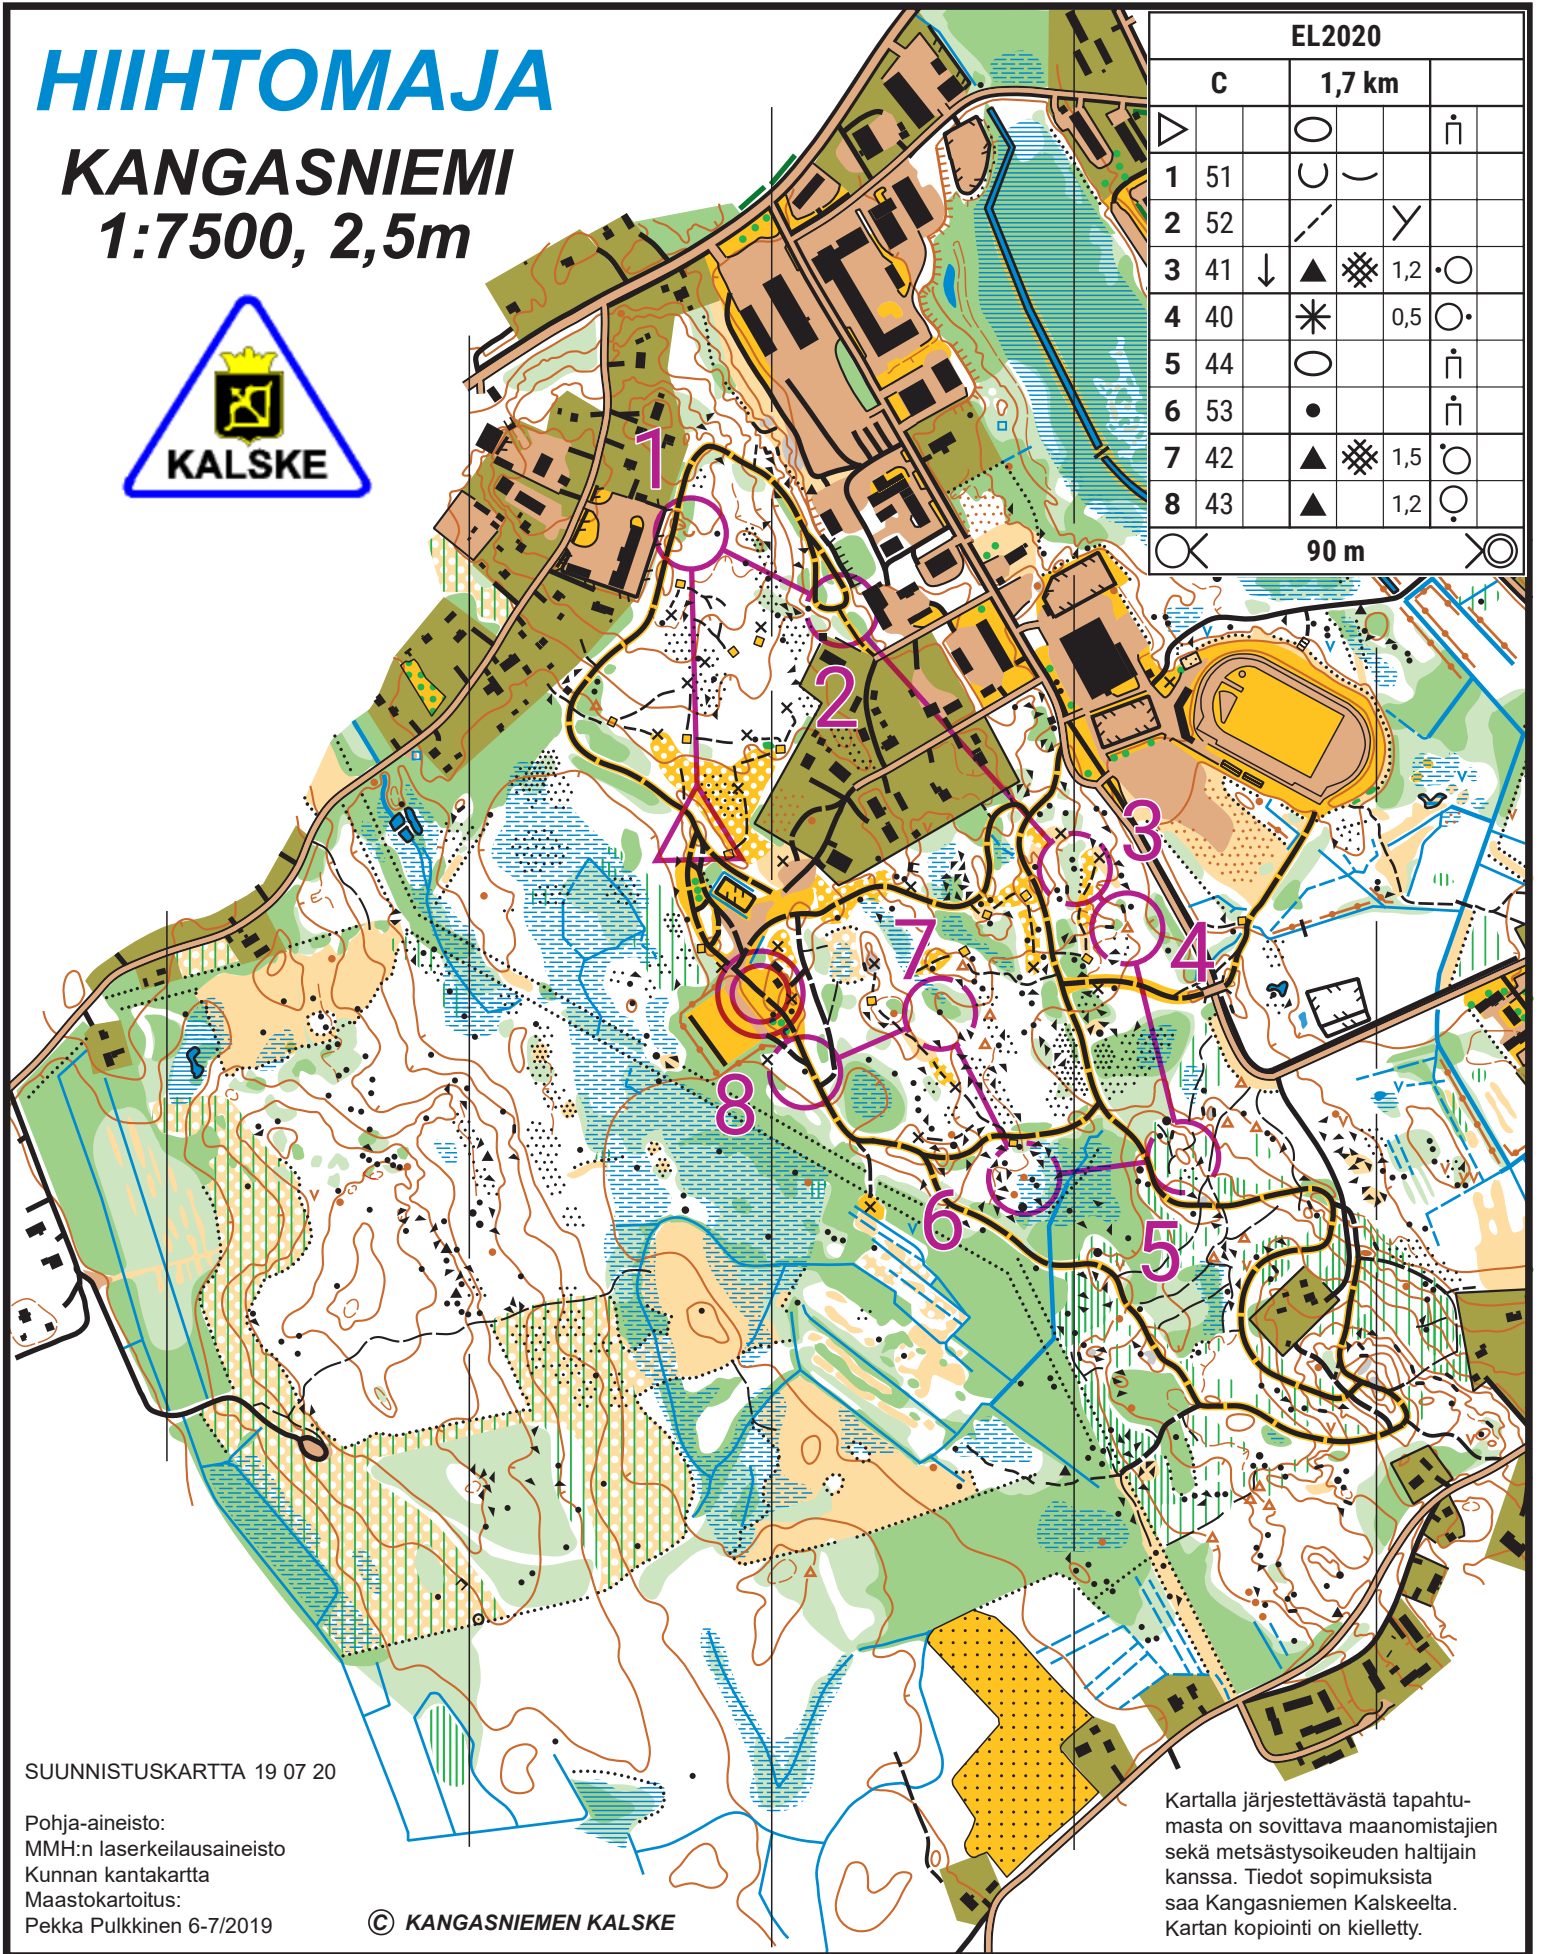 HIIHTOMAJA
KANGASNIEMI
1:7500, 2,5m
KALSKE
EL2020
C 1,7 km
1 51
2 52
3 41 1,2
4 40 0,5
5 44
6 53
7 42 1,5
8 43 1,2
90 m
1
2
3
4
7
8
6
5
SUUNNISTUSKARTTA 19 07 20
Pohja-aineisto:
MMH:n laserkeilausaineisto
Kunnan kantakartta
Maastokartoitus:
Pekka Pulkkinen 6-7/2019
© KANGASNIEMEN KALSKE
Kartalla järjestettävästä tapahtu-
masta on sovittava maanomistajien
sekä metsästysoikeuden haltijain
kanssa. Tiedot sopimuksista
saa Kangasniemen Kalskeelta.
Kartan kopiointi on kielletty.